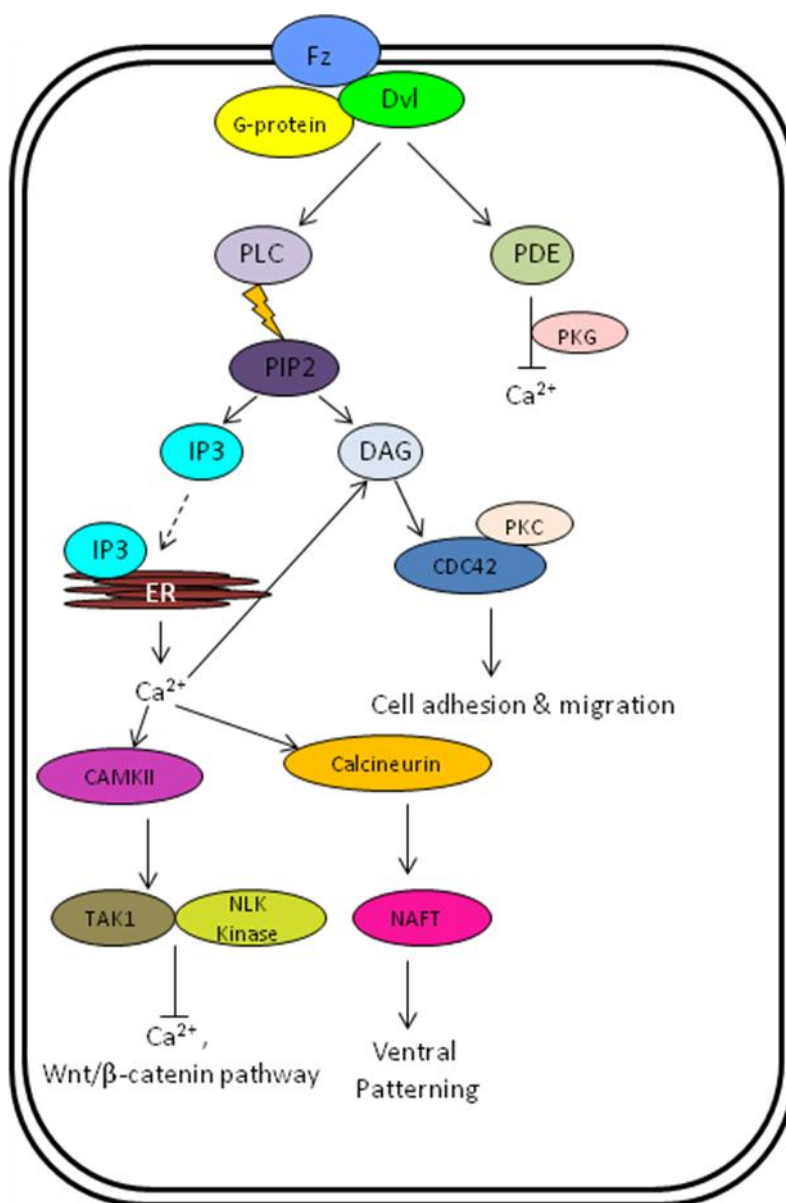 Fz
Dvl
G-protein
PLC
PDE
PKG
PIP2
Ca²⁺
IP3
DAG
PKC
IP3
CDC42
ER
Ca²⁺
Cell adhesion & migration
Calcineurin
CAMKII
NLK
TAK1
Kinase
NAFT
Ca²⁺,
Wnt/β-catenin pathway
Ventral
Patterning